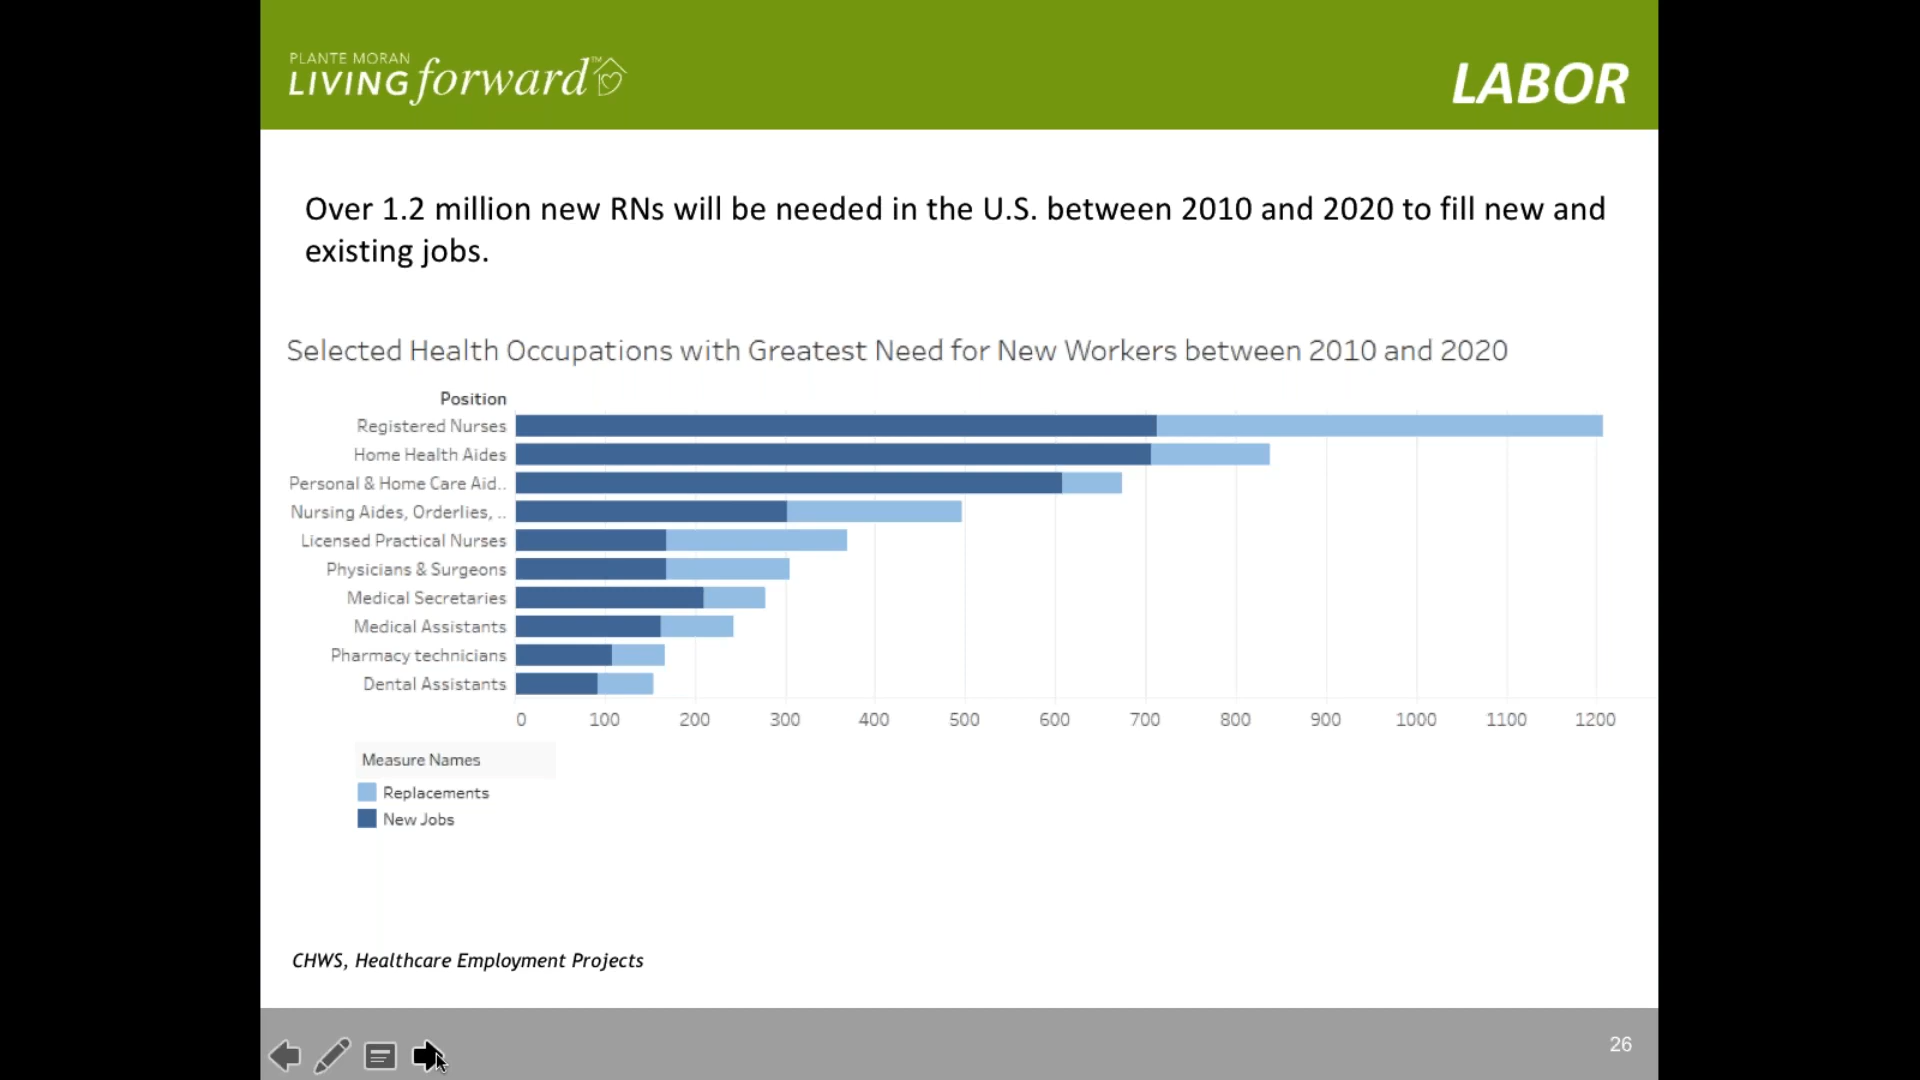 PLANTE MORAN
LIVING forward™
LABOR
Over 1.2 million new RNs will be needed in the U.S. between 2010 and 2020 to fill new and
existing jobs.
Selected Health Occupations with Greatest Need for New Workers between 2010 and 2020
Position
Registered Nurses
Home Health Aides
Personal & Home Care Aid..
Nursing Aides, Orderlies, ..
Licensed Practical Nurses
Physicians & Surgeons
Medical Secretaries
Medical Assistants
Pharmacy technicians
Dental Assistants
0 100 200 300 400 500 600 700 800 900 1000 1100 1200
Measure Names
Replacements
New Jobs
CHWS, Healthcare Employment Projects
26